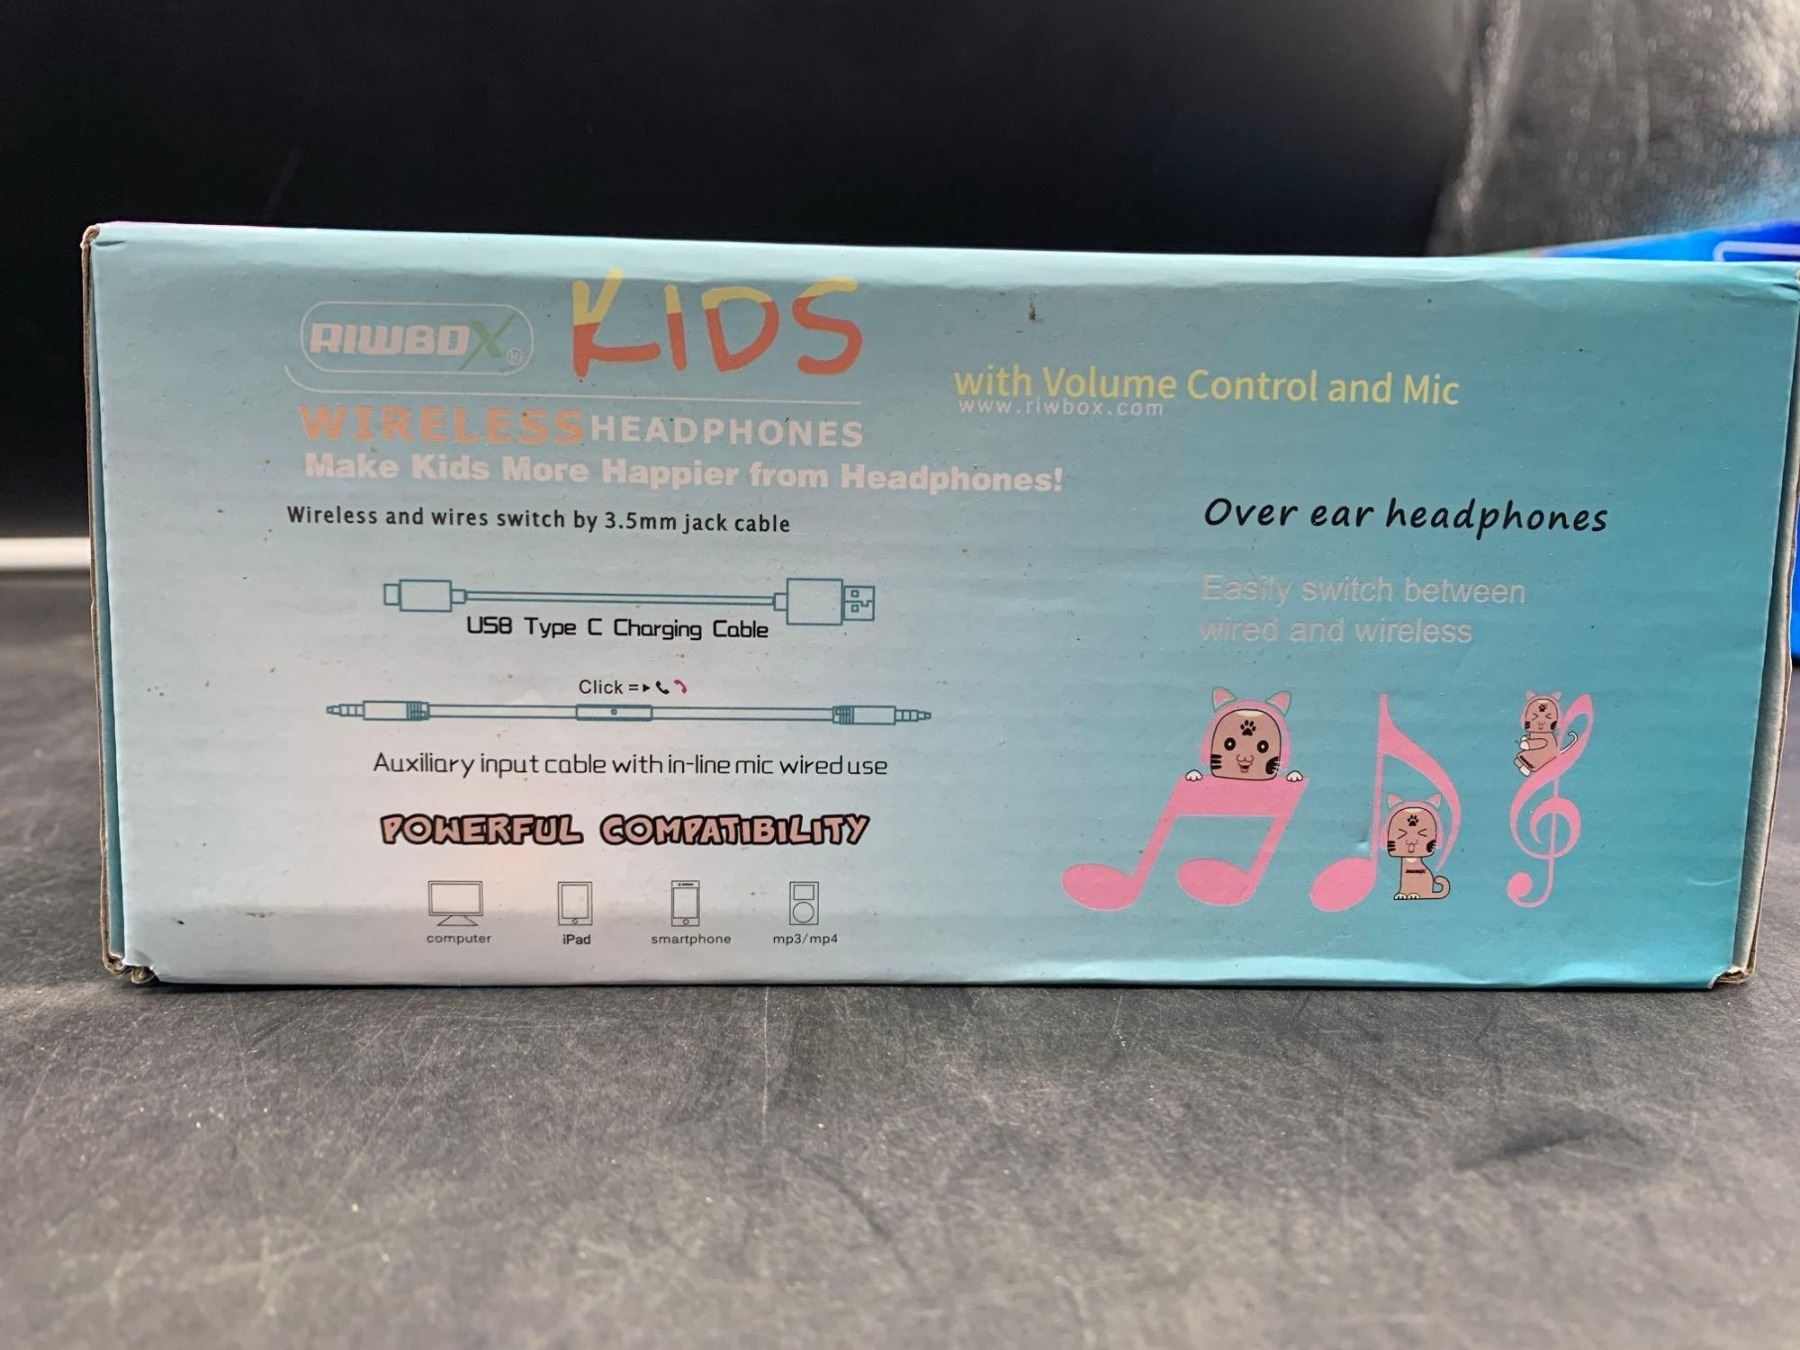 RIWBOX
KIDS
WIRELESS HEADPHONES
Make Kids More Happier from Headphones!
Wireless and wires switch by 3.5mm jack cable
USB Type C Charging Cable
Click =
Auxiliary input cable with in-line mic wired use
POWERFUL COMPATIBILITY
computer
iPad
smartphone
mp3/mp4
with Volume Control and Mic
www.riwbox.com
Over ear headphones
Easily switch between
wired and wireless